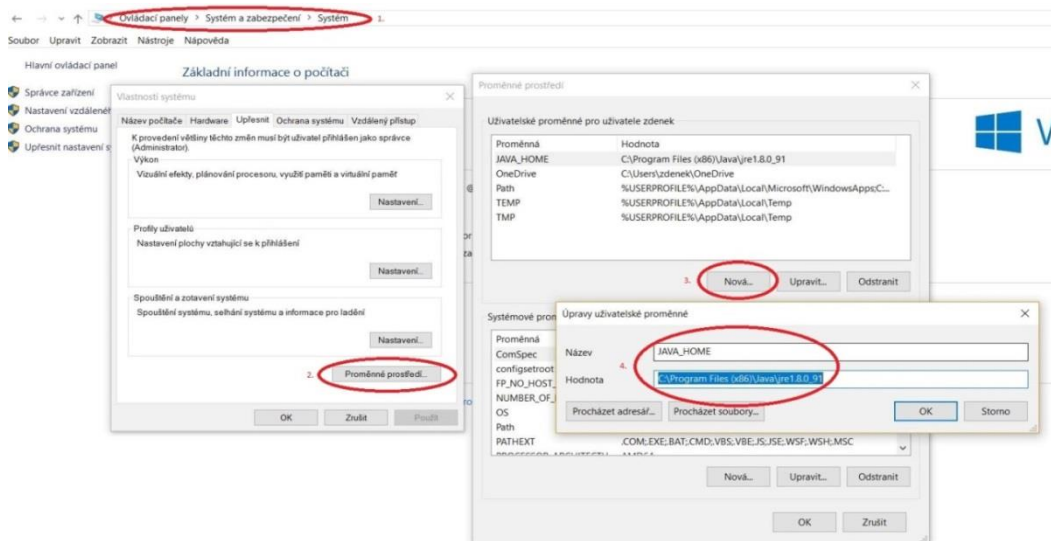 Ovládací panely > Systém a zabezpečení > Systém 1.
Soubor Upravit Zobrazit Nástroje Nápověda
Hlavní ovládací panel
Správce zařízení
Nastavení
Ochrana systému
Upřesnit nastavení
Základní informace o počítači
Vlastnosti systému
Název počítače Hardware Upřesnit Ochrana systému Vzdálený přístup
K provedení většiny těchto změn musí být uživatel přihlášen jako správce
(Administrator).
Výkon
Vizuální efekty, plánování procesoru, využití paměti a virtuální paměť
Nastavení...
Profily uživatelů
Nastavení plochy vztahující se k přihlášení
Nastavení...
Spouštění a zotavení systému
Spouštění systému, selhání systému a informace pro ladění
Nastavení...
2. Proměnné prostředí...
OK Zrušit Použít
Proměnné prostředí
Uživatelské proměnné pro uživatele zdenek
Proměnná Hodnota
JAVA_HOME C:\Program Files (x86)\Java\jre1.8.0_91
OneDrive C:\Users\zdenek\OneDrive
Path %USERPROFILE%\AppData\Local\Microsoft\WindowsApps;C:...
TEMP %USERPROFILE%\AppData\Local\Temp
TMP %USERPROFILE%\AppData\Local\Temp
3. Nová... Upravit... Odstranit
Systémové
Proměnná
ComSpec
configsetroot
FP_NO_HOST_
NUMBER_OF_
OS
Path
PATHEXT .COM;.EXE;.BAT;.CMD;.VBS;.VBE;.JS;.JSE;.WSF;.WSH;.MSC
Nová... Upravit... Odstranit
OK Zrušit
Úpravy uživatelské proměnné
Název JAVA_HOME
4.
Hodnota C:\Program Files (x86)\Java\jre1.8.0_91
Procházet adresář... Procházet soubory... OK Storno